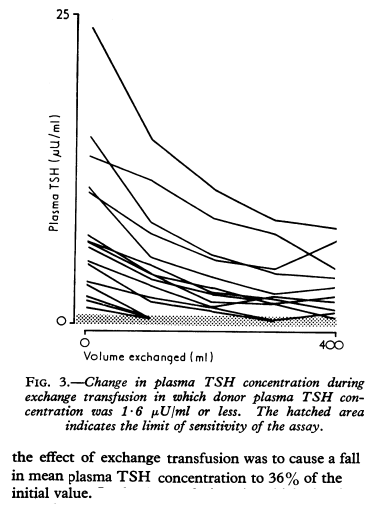 25
Plasma TSH (μU/ml)
0
0
400
Volume exchanged (ml)
FIG. 3.—Change in plasma TSH concentration during
exchange transfusion in which donor plasma TSH con-
centration was 1·6 μU/ml or less. The hatched area
indicates the limit of sensitivity of the assay.
the effect of exchange transfusion was to cause a fall
in mean plasma TSH concentration to 36% of the
initial value.